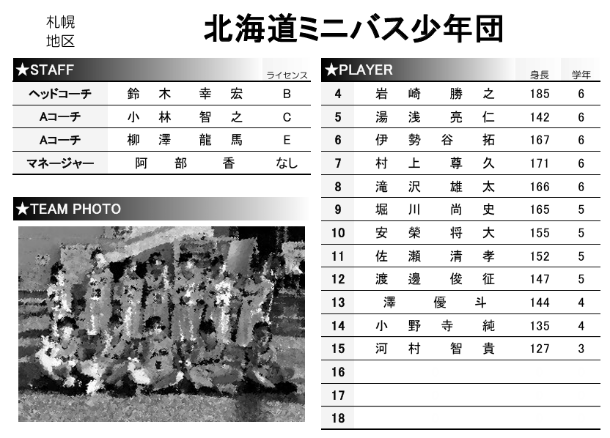 札幌
地区
北海道ミニバス少年団
★STAFF ライセンス
ヘッドコーチ 鈴木 幸宏 B
Aコーチ 小林 智之 C
Aコーチ 柳澤 龍馬 E
マネージャー 阿部 香 なし
★TEAM PHOTO
★PLAYER 身長 学年
4 岩崎 勝之 185 6
5 湯浅 亮仁 142 6
6 伊勢谷 拓 167 6
7 村上 尊久 171 6
8 滝沢 雄太 166 6
9 堀川 尚史 165 5
10 安榮 将大 155 5
11 佐瀬 清孝 152 5
12 渡邊 俊征 147 5
13 澤 優斗 144 4
14 小野寺 純 135 4
15 河村 智貴 127 3
16
17
18